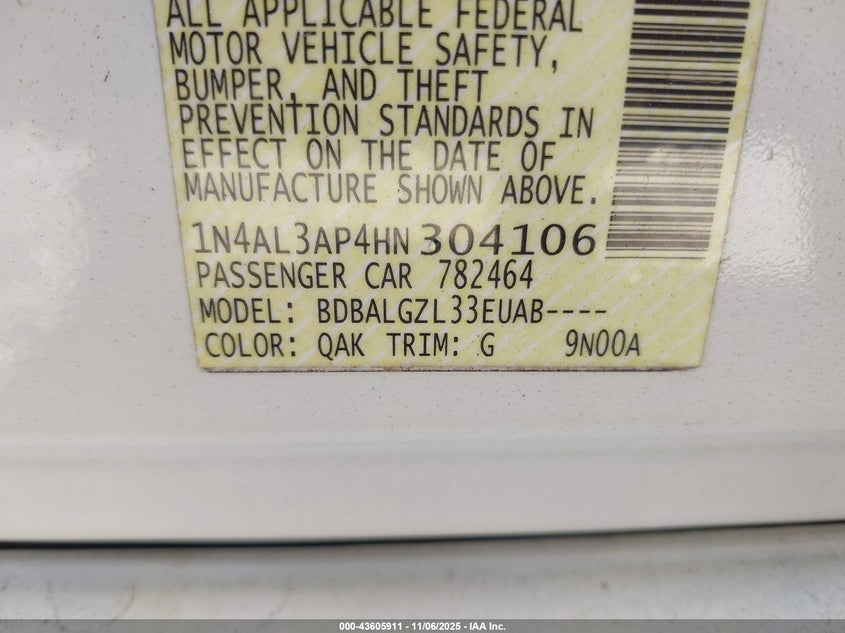 ALL APPLICABLE FEDERAL
MOTOR VEHICLE SAFETY,
BUMPER, AND THEFT
PREVENTION STANDARDS IN
EFFECT ON THE DATE OF
MANUFACTURE SHOWN ABOVE.
1N4AL3AP4HN304106
PASSENGER CAR 782464
MODEL: BDBALGZL33EUAB----
COLOR: QAK TRIM: G 9N00A
000-43605911 - 11/06/2025 - IAA Inc.